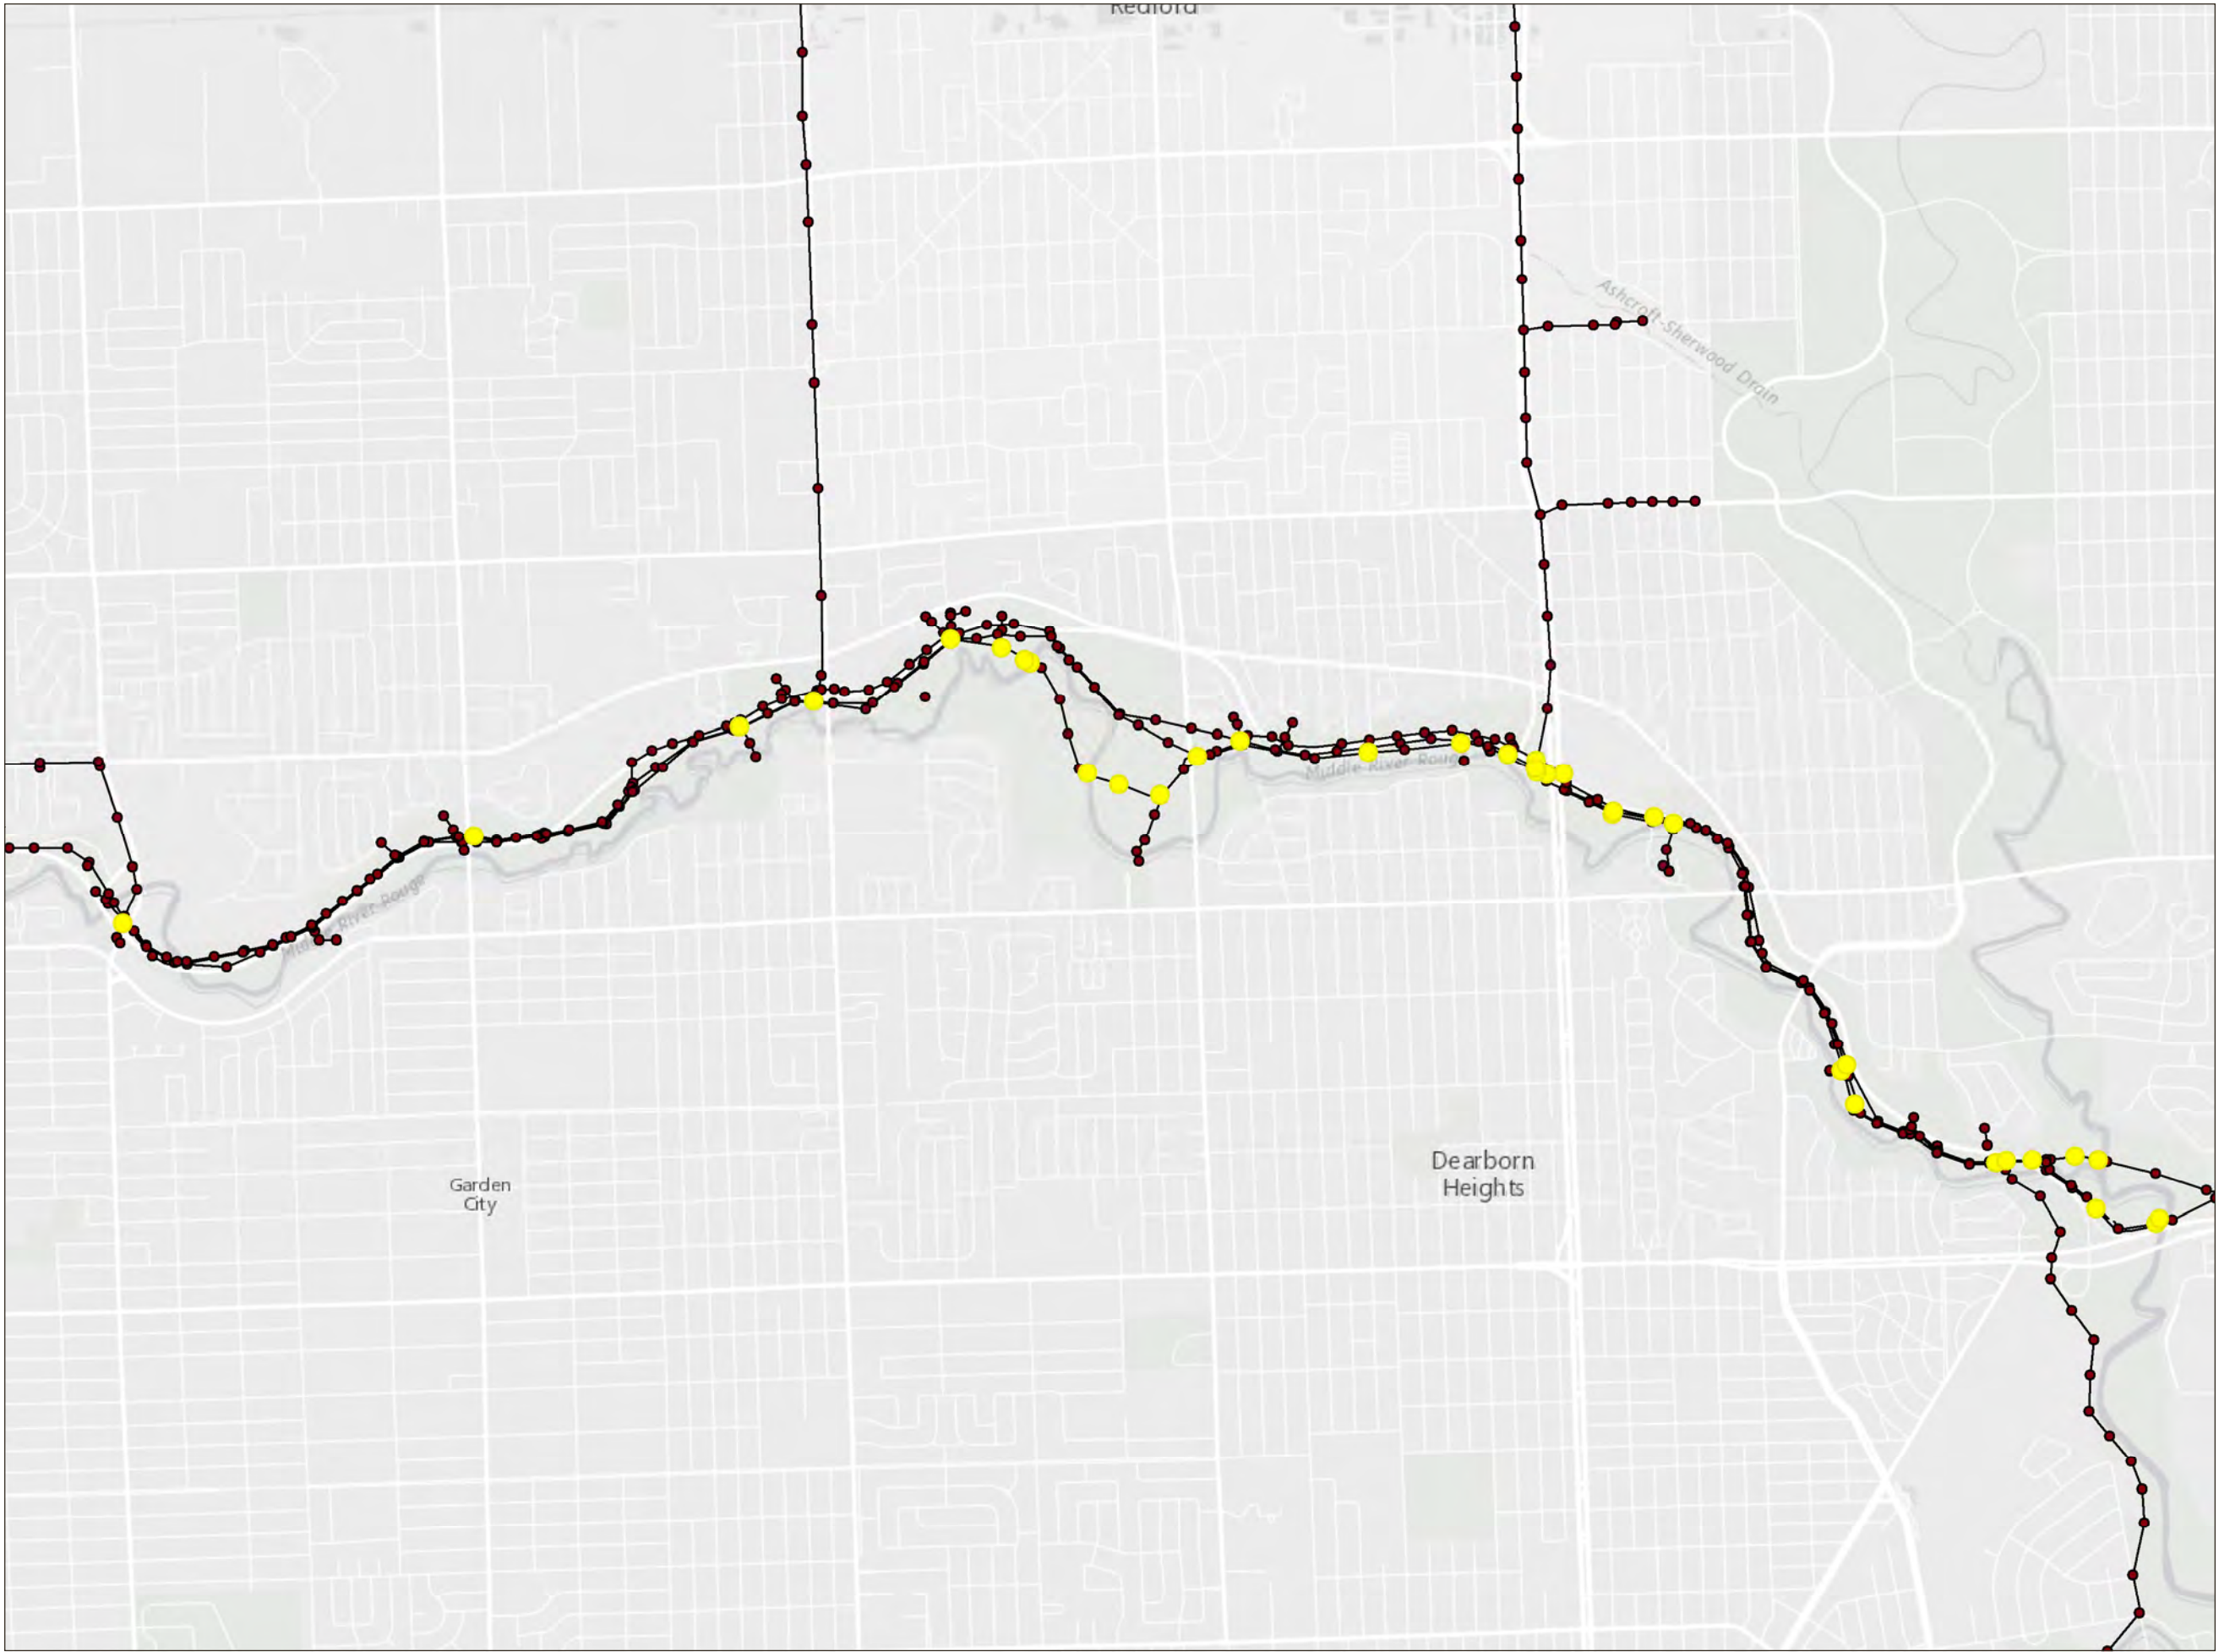 Redford
Ashcroft-Sherwood Drain
Middle River Rouge
Middle River Rouge
Dearborn
Heights
Garden
City